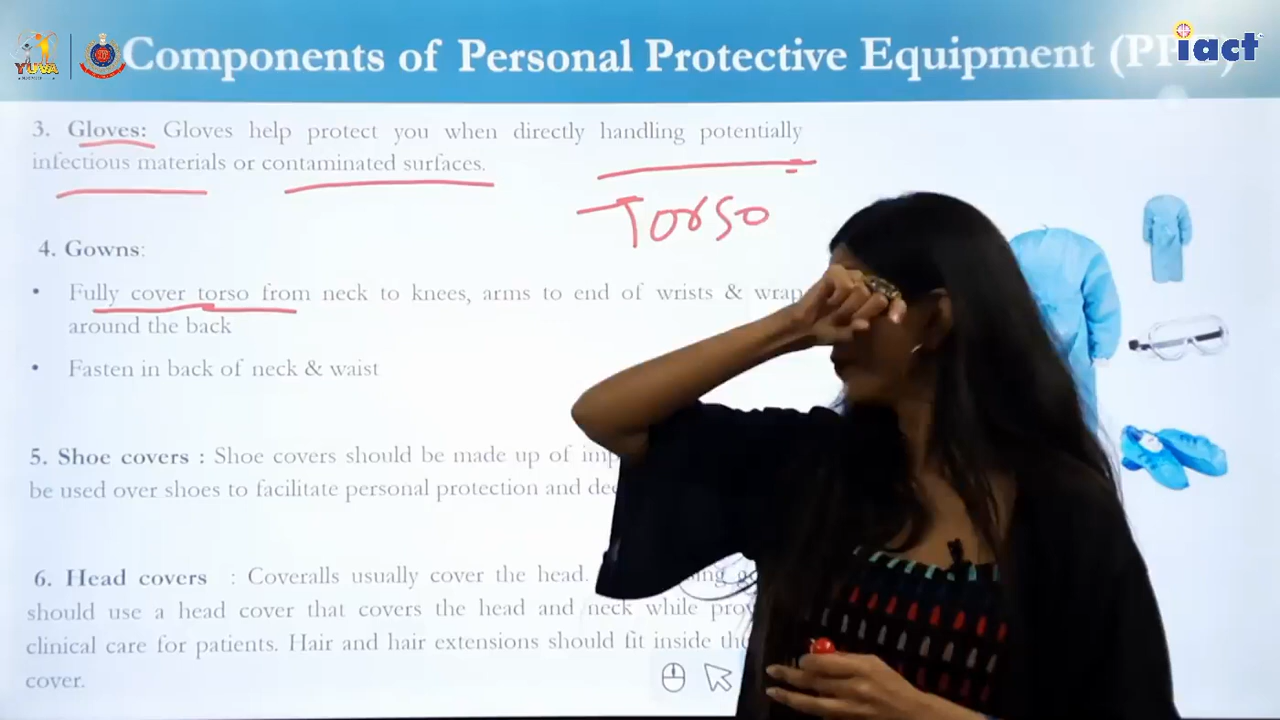 YUVA
iact
Components of Personal Protective Equipment (PPE)
3. Gloves: Gloves help protect you when directly handling potentially
infectious materials or contaminated surfaces.
Torso
4. Gowns:
• Fully cover torso from neck to knees, arms to end of wrists & wrap
around the back
• Fasten in back of neck & waist
5. Shoe covers : Shoe covers should be made up of
be used over shoes to facilitate personal protection and
6. Head covers : Coveralls usually cover the head.
should use a head cover that covers the head and neck while
clinical care for patients. Hair and hair extensions should fit inside the
cover.